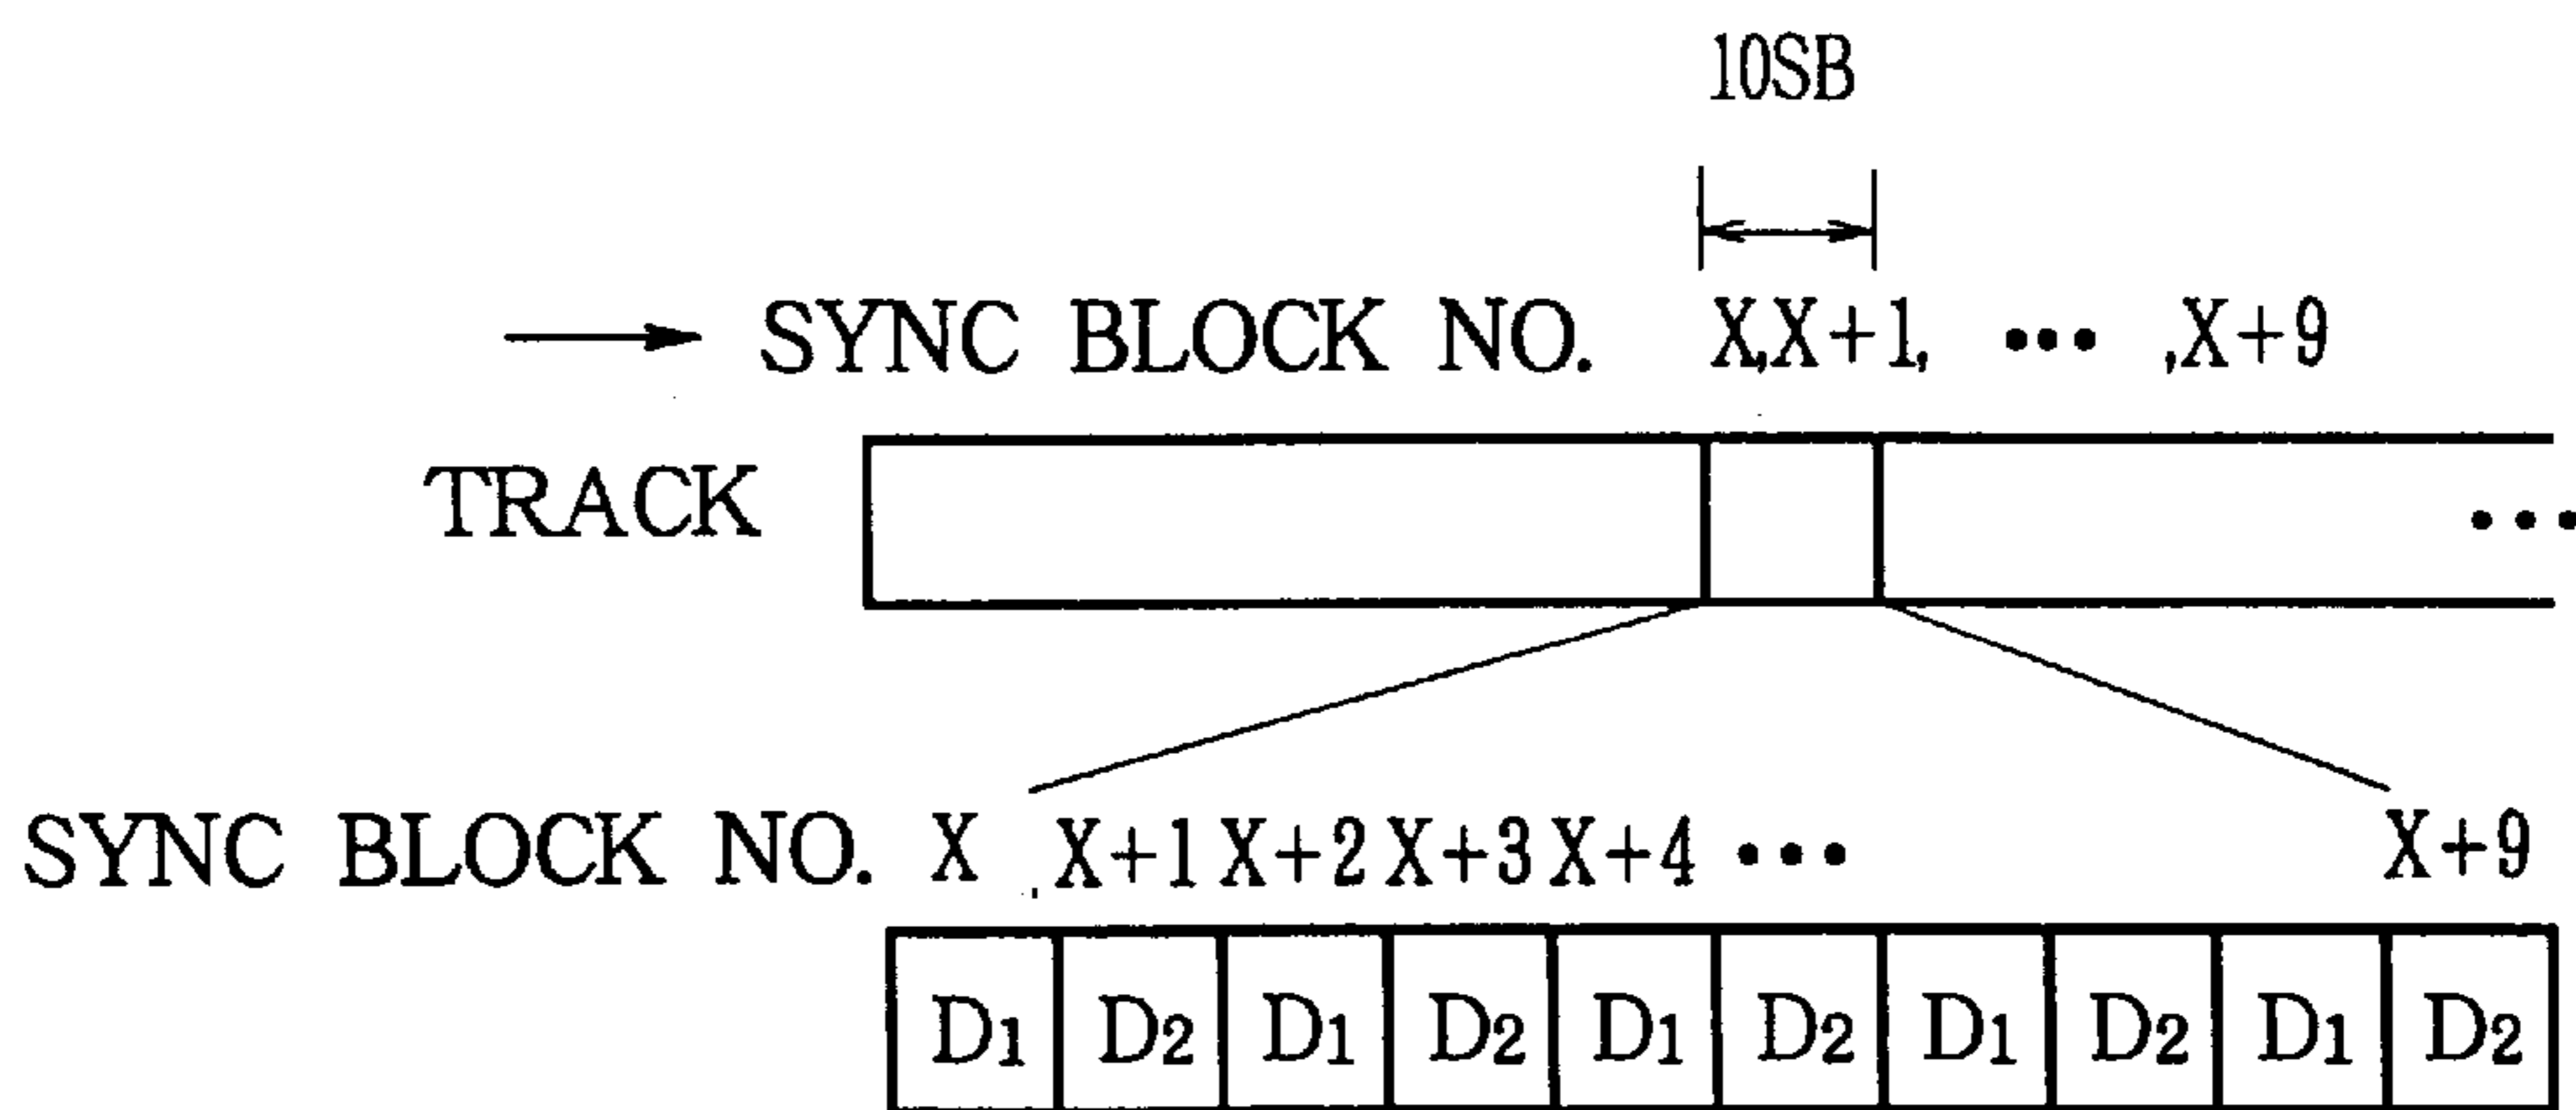 10SB
SYNC BLOCK NO. X,X+1, ••• ,X+9
TRACK •••
SYNC BLOCK NO. X X+1 X+2 X+3 X+4 ••• X+9
D1 D2 D1 D2 D1 D2 D1 D2 D1 D2